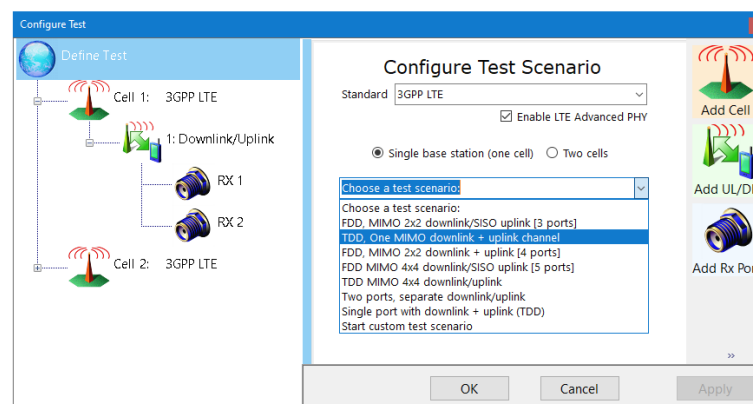 Configure Test
Define Test
Cell 1: 3GPP LTE
1: Downlink/Uplink
RX 1
RX 2
Cell 2: 3GPP LTE
Configure Test Scenario
Standard 3GPP LTE
Enable LTE Advanced PHY
Single base station (one cell) Two cells
Choose a test scenario:
Choose a test scenario:
FDD, MIMO 2x2 downlink/SISO uplink [3 ports]
TDD, One MIMO downlink + uplink channel
FDD, MIMO 2x2 downlink + uplink [4 ports]
FDD MIMO 4x4 downlink/SISO uplink [5 ports]
TDD MIMO 4x4 downlink/uplink
Two ports, separate downlink/uplink
Single port with downlink + uplink (TDD)
Start custom test scenario
Add Cell
Add UL/D
Add Rx Po
»
OK Cancel Apply